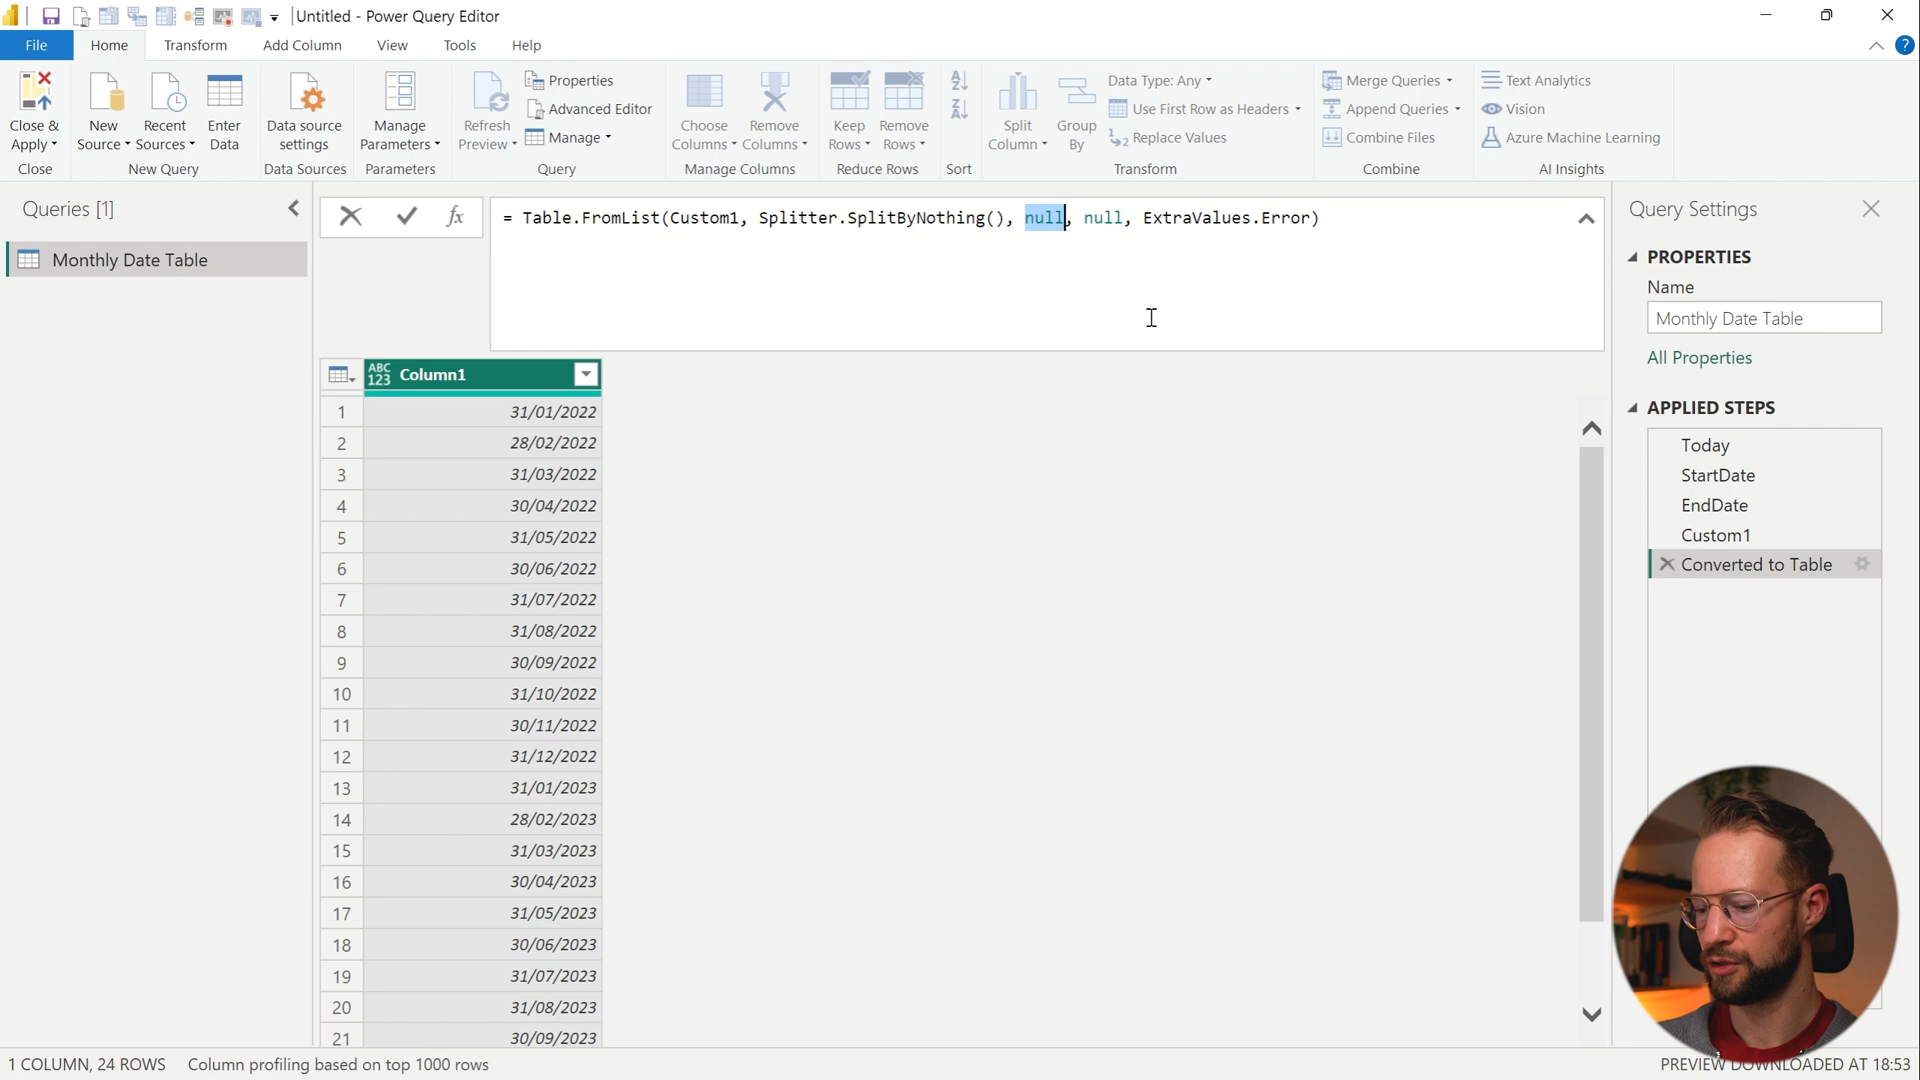 Untitled - Power Query Editor
File Home Transform Add Column View Tools Help
Close & Apply
New Source
Recent Sources
Enter Data
Data source settings
Manage Parameters
Refresh Preview
Properties
Advanced Editor
Manage
Choose Columns
Remove Columns
Keep Rows
Remove Rows
Split Column
Group By
Data Type: Any
Use First Row as Headers
Replace Values
Merge Queries
Append Queries
Combine Files
Text Analytics
Vision
Azure Machine Learning
Close New Query Data Sources Parameters Query Manage Columns Reduce Rows Sort Transform Combine AI Insights
Queries [1]
Monthly Date Table
fx
= Table.FromList(Custom1, Splitter.SplitByNothing(), null, null, ExtraValues.Error)
ABC
123
Column1
1 31/01/2022
2 28/02/2022
3 31/03/2022
4 30/04/2022
5 31/05/2022
6 30/06/2022
7 31/07/2022
8 31/08/2022
9 30/09/2022
10 31/10/2022
11 30/11/2022
12 31/12/2022
13 31/01/2023
14 28/02/2023
15 31/03/2023
16 30/04/2023
17 31/05/2023
18 30/06/2023
19 31/07/2023
20 31/08/2023
21 30/09/2023
Query Settings
PROPERTIES
Name
Monthly Date Table
All Properties
APPLIED STEPS
Today
StartDate
EndDate
Custom1
Converted to Table
1 COLUMN, 24 ROWS Column profiling based on top 1000 rows
PREVIEW DOWNLOADED AT 18:53